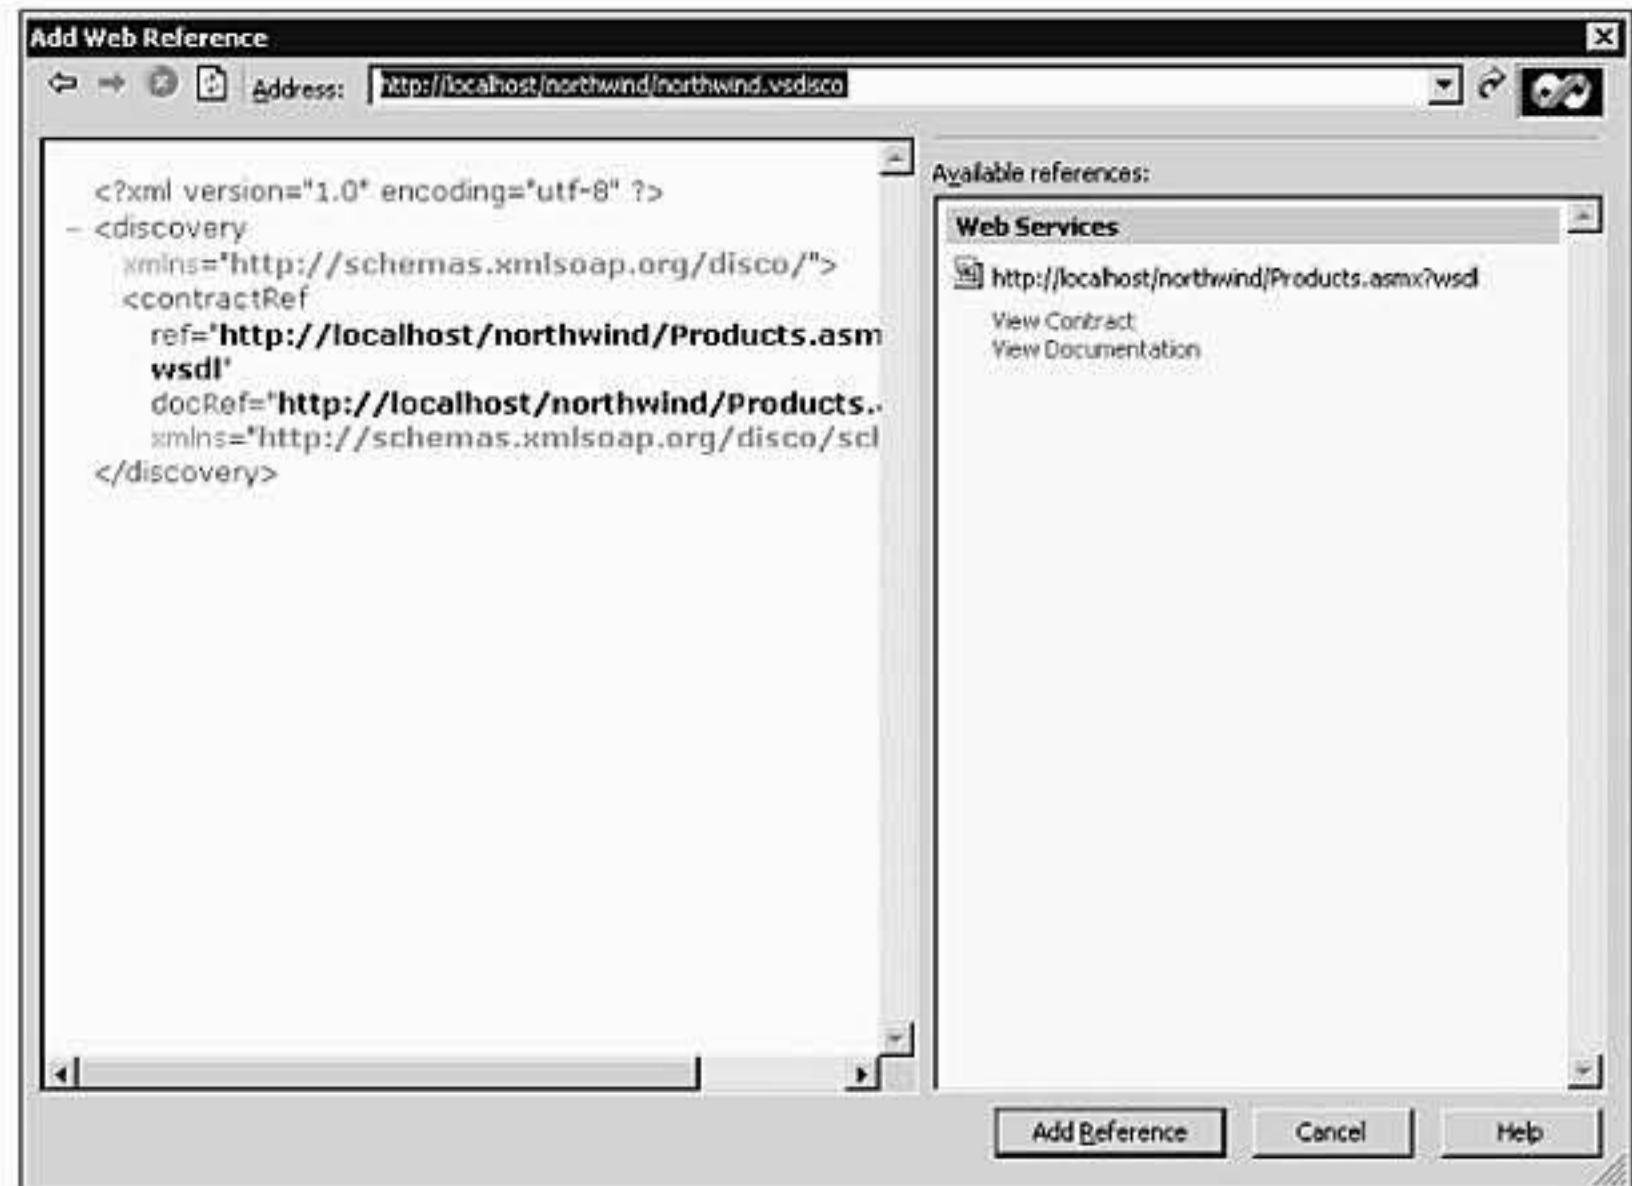 Add Web Reference
Address: http://localhost/northwind/northwind.vsdisco
<?xml version="1.0" encoding="utf-8" ?>
- <discovery
xmlns="http://schemas.xmlsoap.org/disco/">
<contractRef
ref="http://localhost/northwind/Products.asm
wsdl"
docRef="http://localhost/northwind/Products.
xmlns="http://schemas.xmlsoap.org/disco/scl
</discovery>
Available references:
Web Services
http://localhost/northwind/Products.asmx?wsdl
View Contract
View Documentation
Add Reference
Cancel
Help